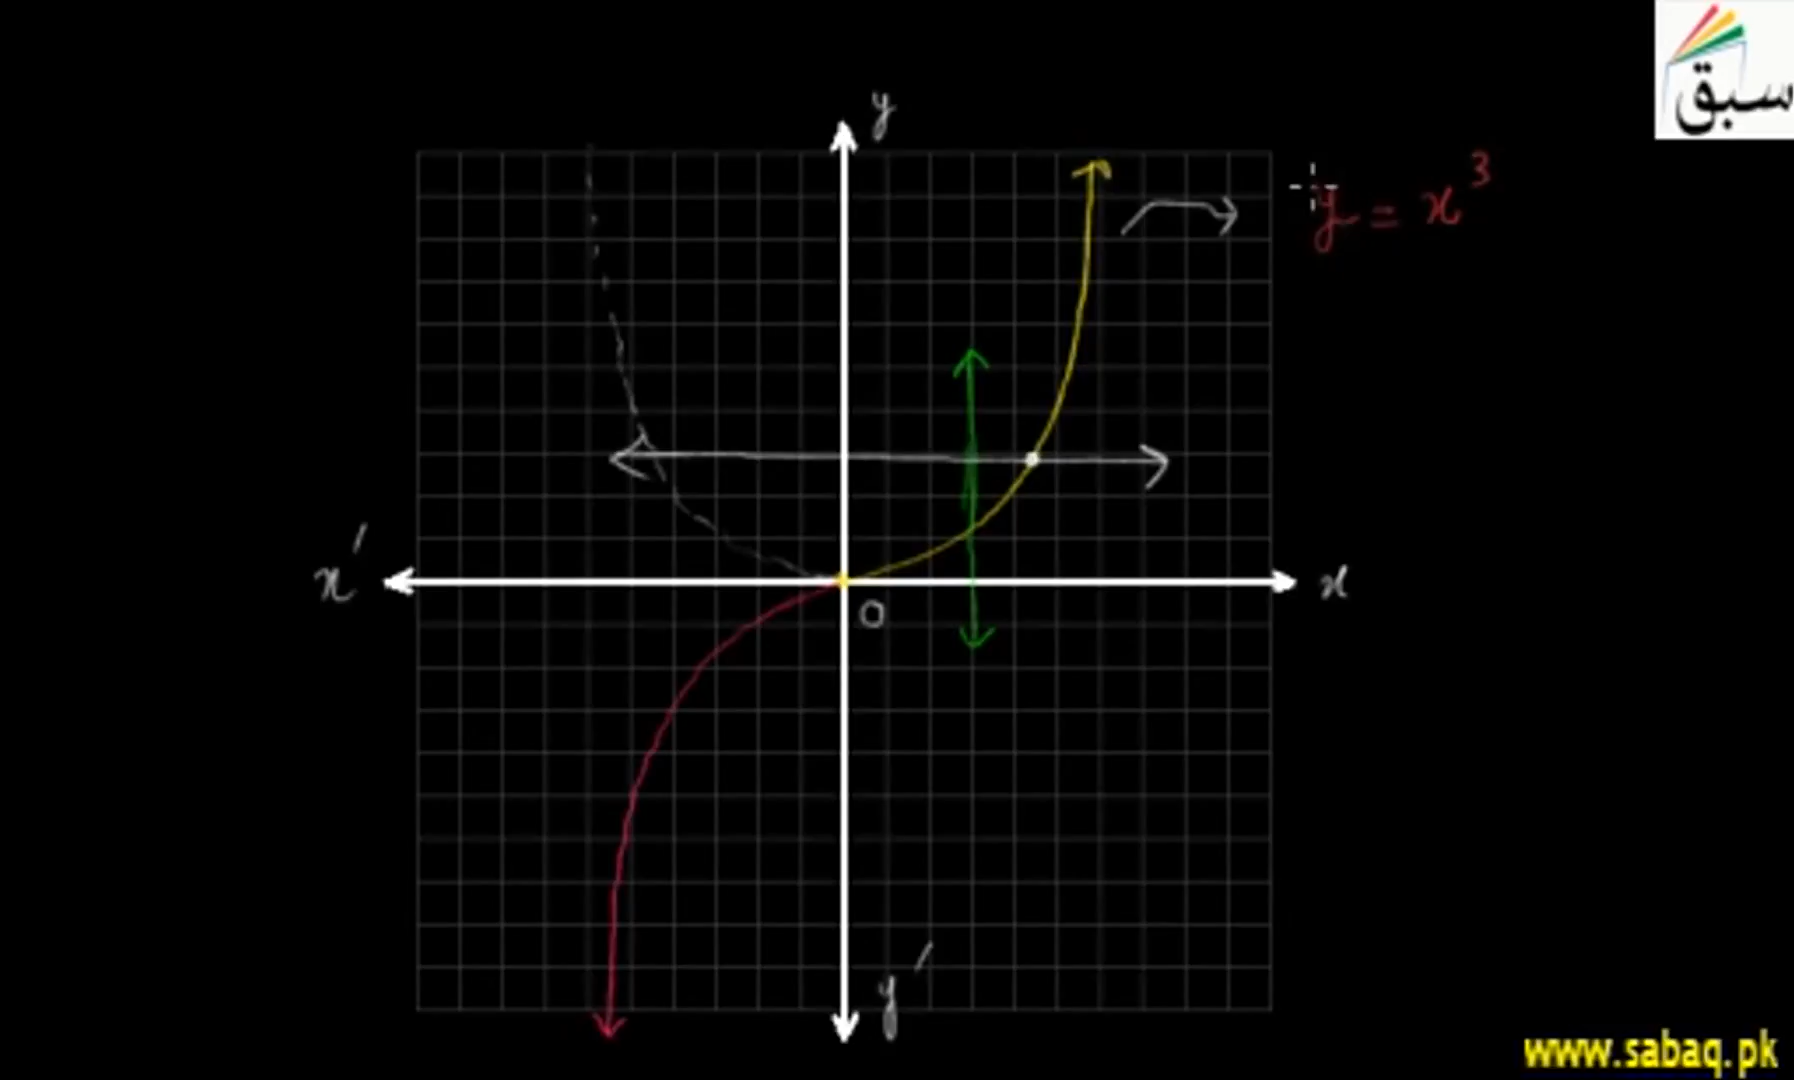 سبق
y
y = x³
x′
x
O
y′
www.sabaq.pk